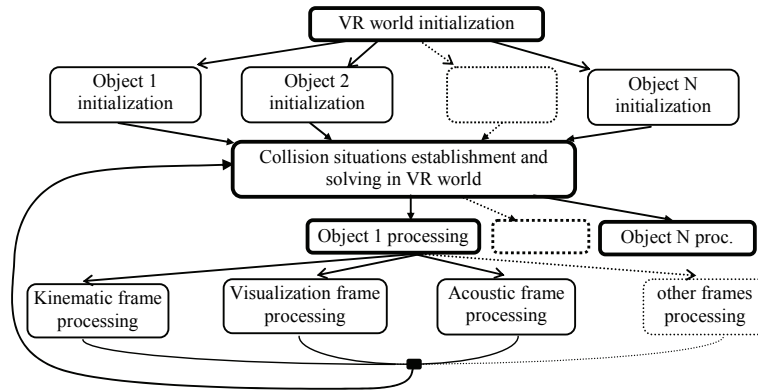 VR world initialization
Object 1
initialization
Object 2
initialization
Object N
initialization
Collision situations establishment and
solving in VR world
Object 1 processing
Object N proc.
Kinematic frame
processing
Visualization frame
processing
Acoustic frame
processing
other frames
processing